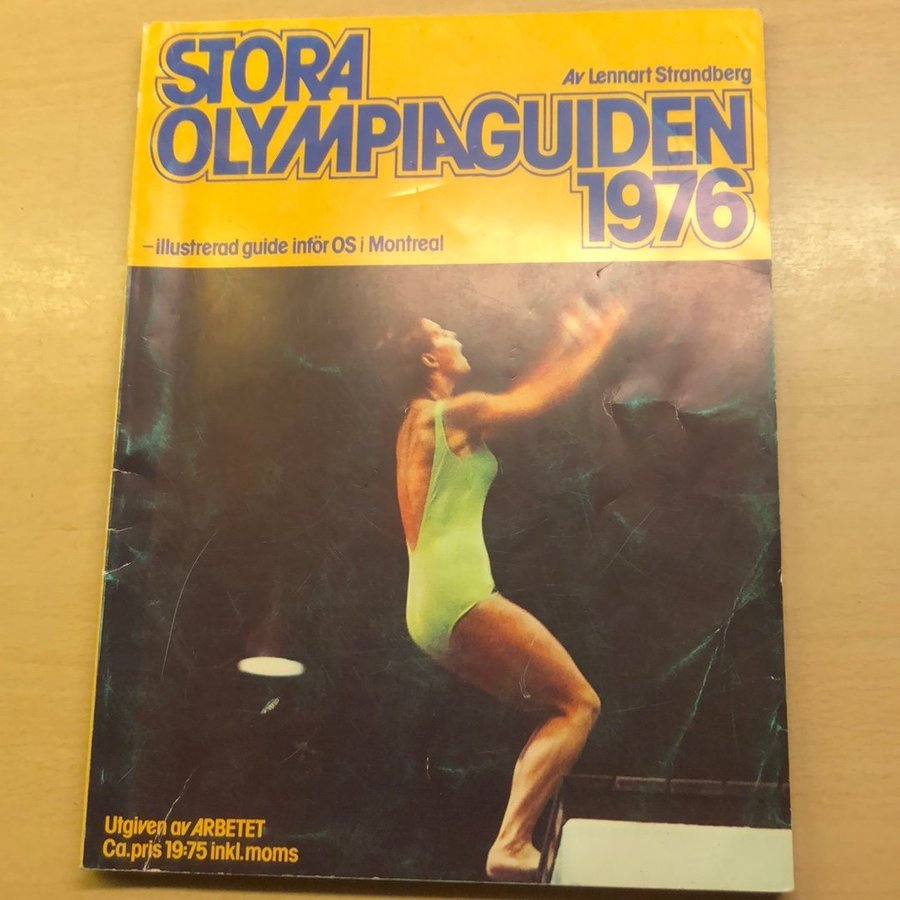 STORA
Av Lennart Strandberg
OLYMPIAGUIDEN
1976
–illustrerad guide inför OS i Montreal
Utgiven av ARBETET
Ca.pris 19:75 inkl.moms